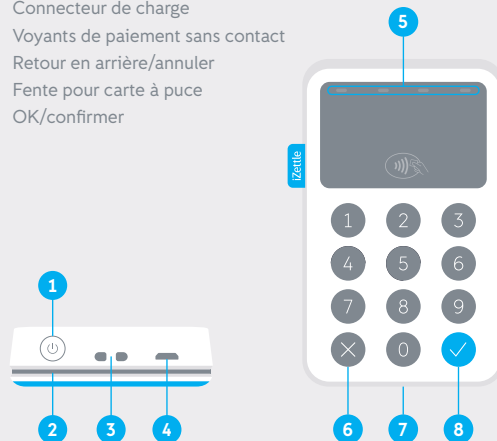 Connecteur de charge
Voyants de paiement sans contact
Retour en arrière/annuler
Fente pour carte à puce
OK/confirmer
5
iZettle
1 2 3
4 5 6
7 8 9
0
1
2 3 4
6 7 8